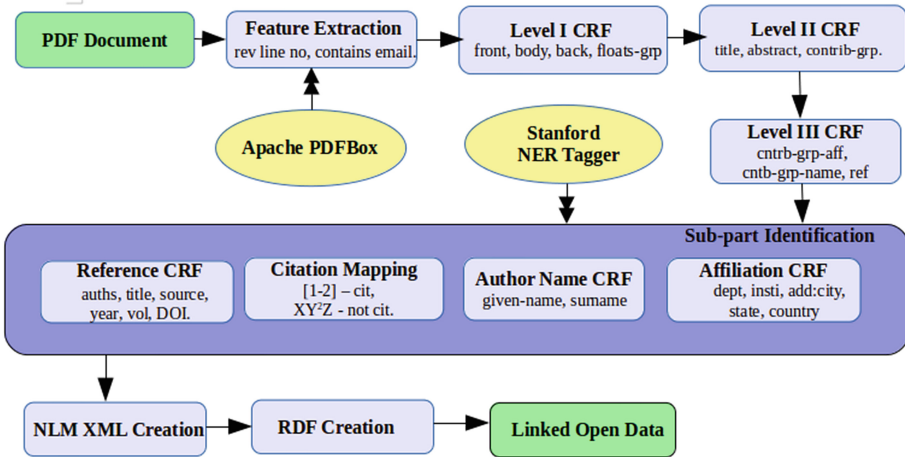 PDF Document
Feature Extraction
rev line no, contains email.
Level I CRF
front, body, back, floats-grp
Level II CRF
title, abstract, contrib-grp.
Apache PDFBox
Stanford
NER Tagger
Level III CRF
cntrb-grp-aff,
cntb-grp-name, ref
Sub-part Identification
Reference CRF
auths, title, source,
year, vol, DOI.
Citation Mapping
[1-2] – cit,
XY²Z - not cit.
Author Name CRF
given-name, surname
Affiliation CRF
dept, insti, add:city,
state, country
NLM XML Creation
RDF Creation
Linked Open Data